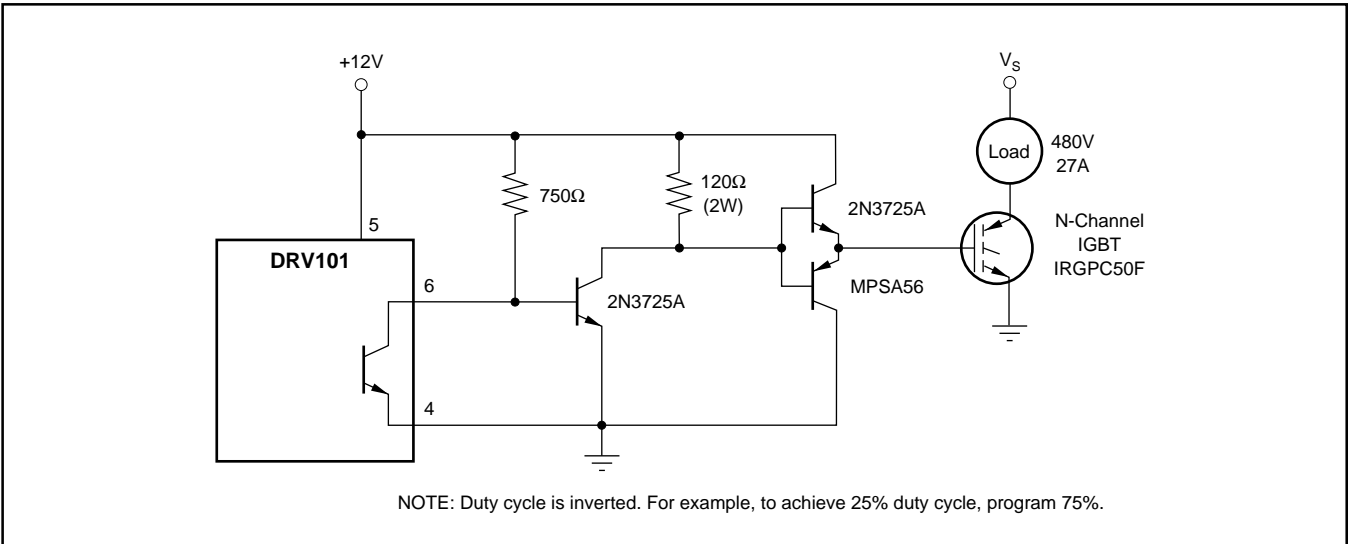 +12V
V_S
Load
480V
27A
750Ω
120Ω
(2W)
2N3725A
N-Channel
IGBT
IRGPC50F
5
DRV101
6
2N3725A
MPSA56
4
NOTE: Duty cycle is inverted. For example, to achieve 25% duty cycle, program 75%.